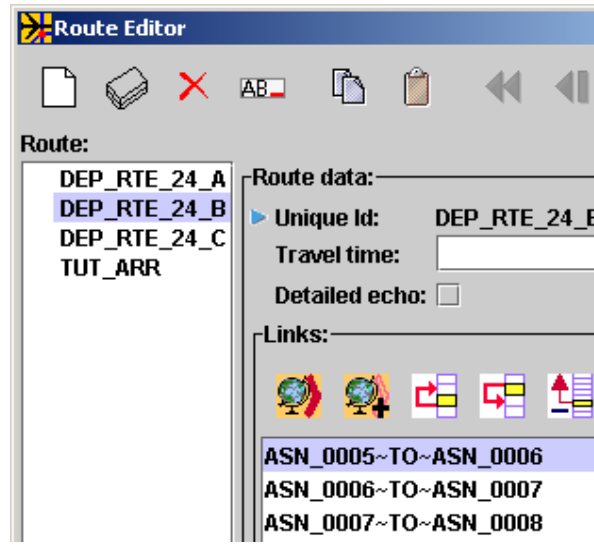 Route Editor
AB
Route:
DEP_RTE_24_A
DEP_RTE_24_B
DEP_RTE_24_C
TUT_ARR
Route data:
Unique Id: DEP_RTE_24_
Travel time:
Detailed echo:
Links:
ASN_0005~TO~ASN_0006
ASN_0006~TO~ASN_0007
ASN_0007~TO~ASN_0008